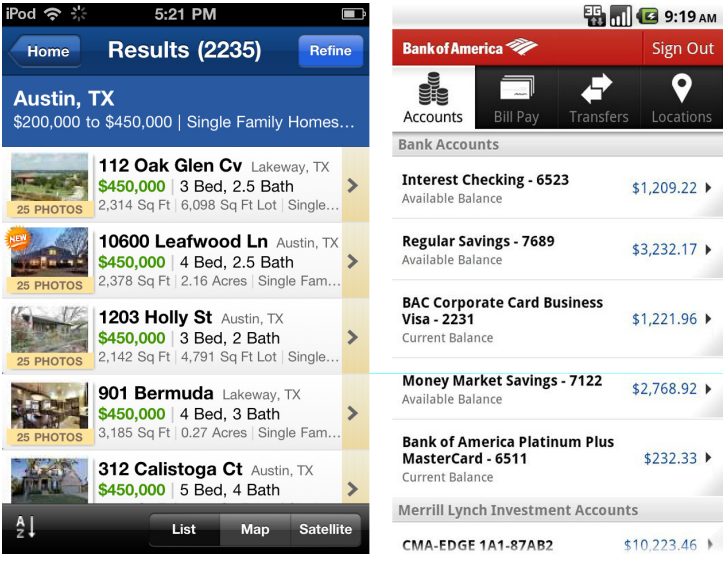 iPod 5:21 PM
Home Results (2235) Refine
Austin, TX
$200,000 to $450,000 | Single Family Homes...
112 Oak Glen Cv Lakeway, TX
$450,000 | 3 Bed, 2.5 Bath
25 PHOTOS 2,314 Sq Ft | 6,098 Sq Ft Lot | Single...
NEW 10600 Leafwood Ln Austin, TX
$450,000 | 4 Bed, 2.5 Bath
25 PHOTOS 2,378 Sq Ft | 2.16 Acres | Single Fam...
1203 Holly St Austin, TX
$450,000 | 3 Bed, 2 Bath
25 PHOTOS 2,142 Sq Ft | 4,791 Sq Ft Lot | Single...
901 Bermuda Lakeway, TX
$450,000 | 4 Bed, 3 Bath
25 PHOTOS 3,185 Sq Ft | 0.27 Acres | Single Fam...
312 Calistoga Ct Austin, TX
$450,000 | 5 Bed, 4 Bath
A
Z List Map Satellite
3G 9:19 AM
Bank of America Sign Out
Accounts Bill Pay Transfers Locations
Bank Accounts
Interest Checking - 6523
Available Balance
$1,209.22
Regular Savings - 7689
Available Balance
$3,232.17
BAC Corporate Card Business
Visa - 2231
Current Balance
$1,221.96
Money Market Savings - 7122
Available Balance
$2,768.92
Bank of America Platinum Plus
MasterCard - 6511
Current Balance
$232.33
Merrill Lynch Investment Accounts
CMA-EDGE 1A1-87AB2 $10,223.46